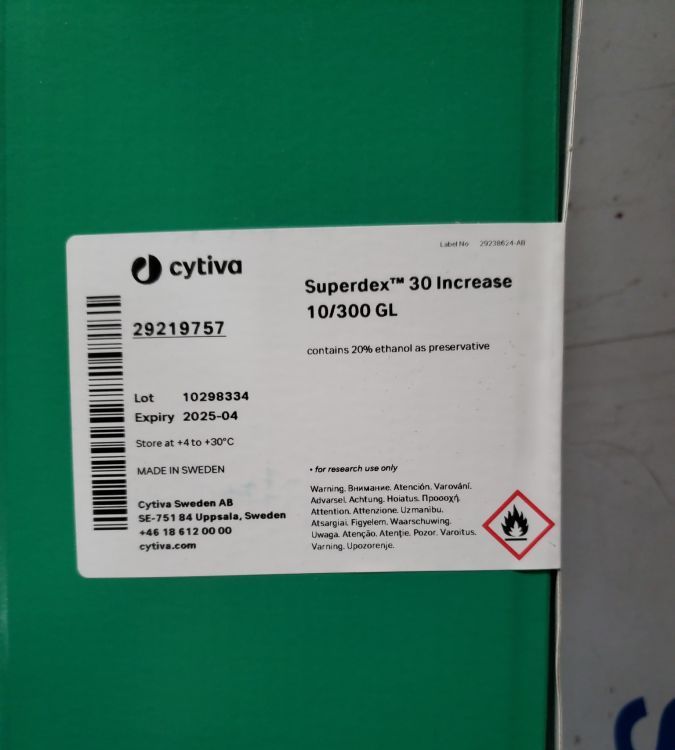 Label No 29238624-AB
cytiva
Superdex™ 30 Increase
10/300 GL
29219757
contains 20% ethanol as preservative
Lot 10298334
Expiry 2025-04
Store at +4 to +30°C
MADE IN SWEDEN
• for research use only
Cytiva Sweden AB
SE-751 84 Uppsala, Sweden
+46 18 612 00 00
cytiva.com
Warning. Внимание. Atención. Varování.
Advarsel. Achtung. Hoiatus. Προσοχή.
Attention. Attenzione. Uzmanibu.
Atsargiai. Figyelem. Waarschuwing.
Uwaga. Atenção. Atenţie. Pozor. Varoitus.
Varning. Upozorenje.